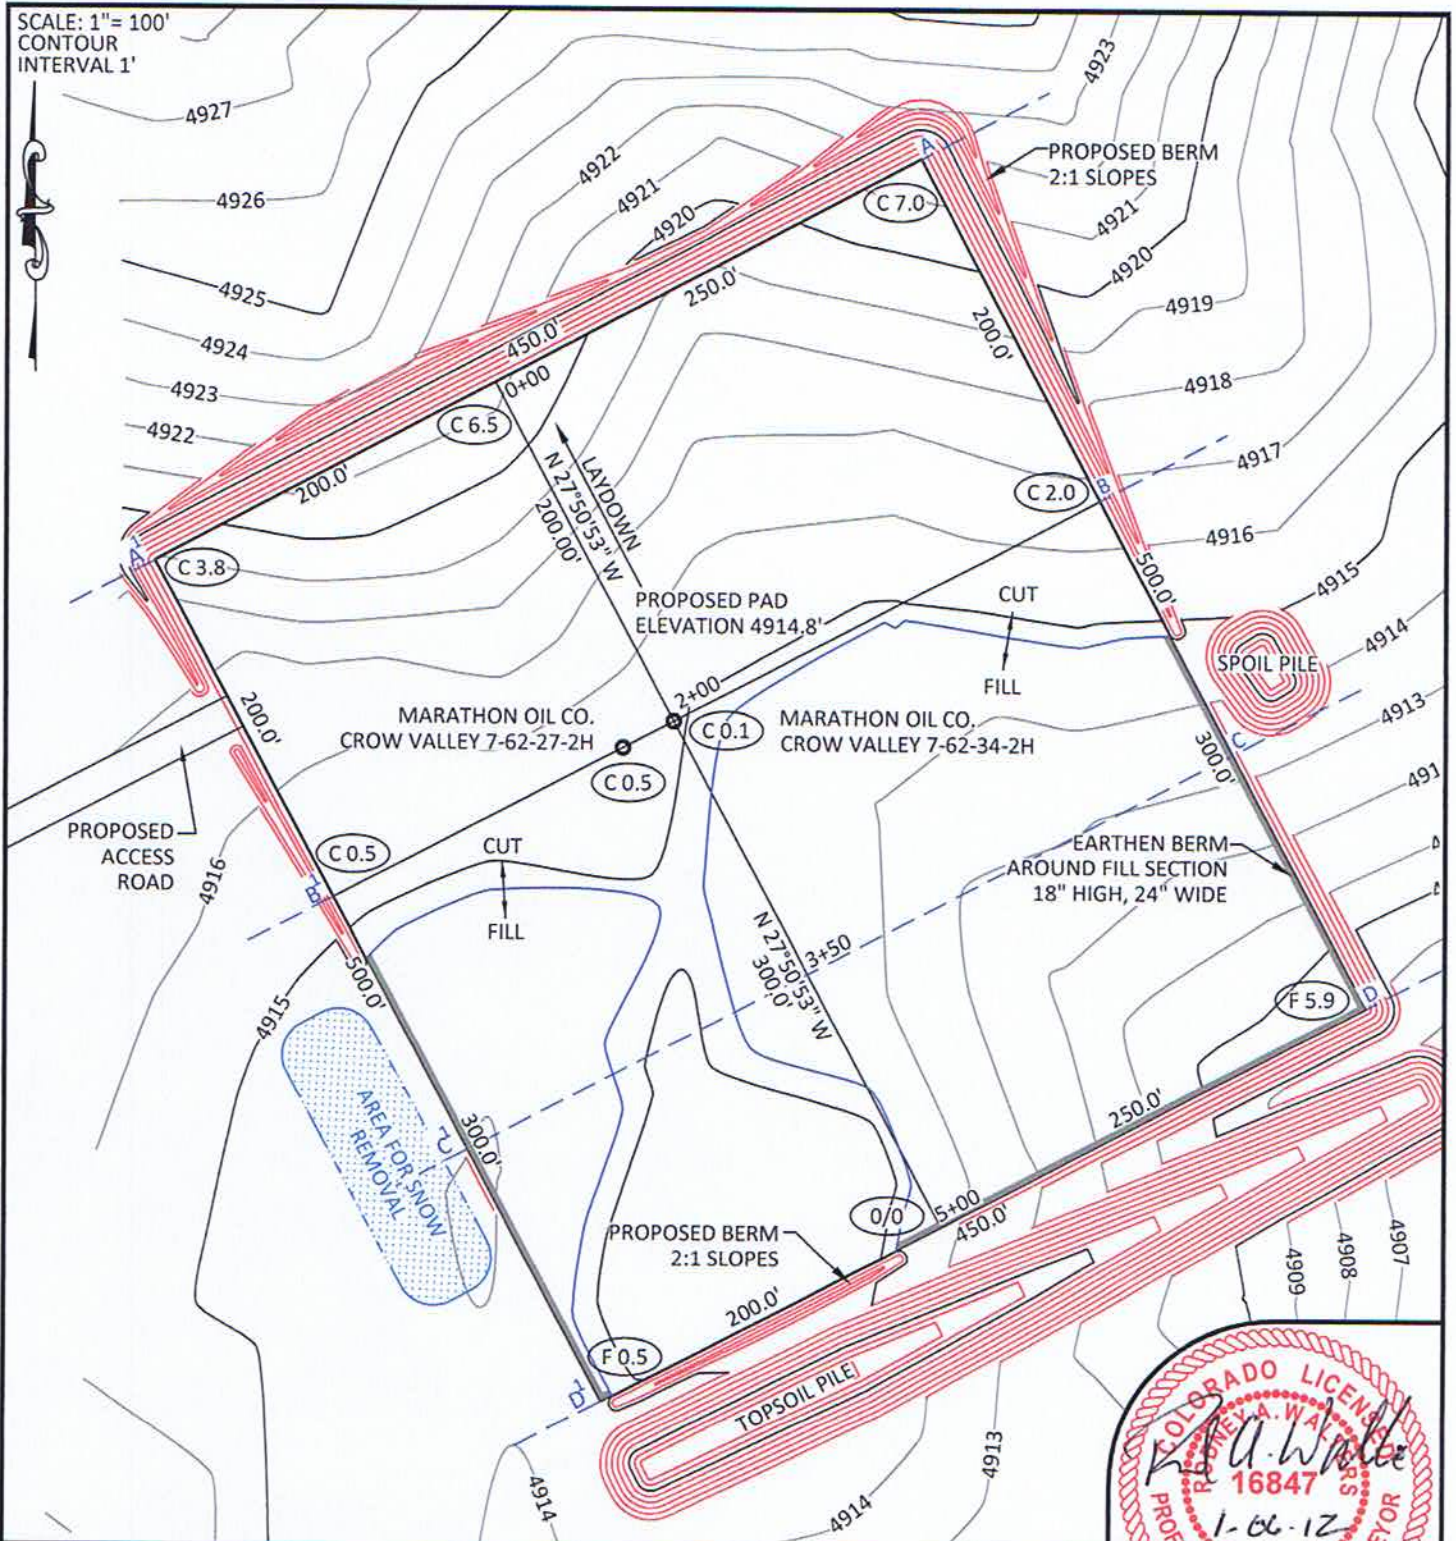 SCALE: 1"= 100'
CONTOUR
INTERVAL 1'
4927
4926
4925
4924
4923
4922
4922
4921
4920
4923
PROPOSED BERM
2:1 SLOPES
4921
4920
4919
4918
4917
4916
4915
4914
4913
491
A
C 7.0
250.0'
200.0'
450.0'
0+00
C 6.5
200.0'
LAYDOWN
N 27°50'53" W
200.00'
C 2.0
B
500.0'
A
C 3.8
PROPOSED PAD
ELEVATION 4914.8'
CUT
FILL
SPOIL PILE
200.0'
MARATHON OIL CO.
CROW VALLEY 7-62-27-2H
2+00
C 0.1
MARATHON OIL CO.
CROW VALLEY 7-62-34-2H
C 0.5
C
300.0'
PROPOSED
ACCESS
ROAD
4916
C 0.5
B
CUT
FILL
EARTHEN BERM
AROUND FILL SECTION
18" HIGH, 24" WIDE
500.0'
3+50
N 27°50'53" W
300.0'
F 5.9
D
4915
AREA FOR SNOW
REMOVAL
C
300.0'
250.0'
0/0
5+00
450.0'
PROPOSED BERM
2:1 SLOPES
200.0'
4909
4908
4907
F 0.5
D
TOPSOIL PILE
4914
4914
4913
COLORADO LICENSED
RODNEY A. WALTERS
16847
1-06-12